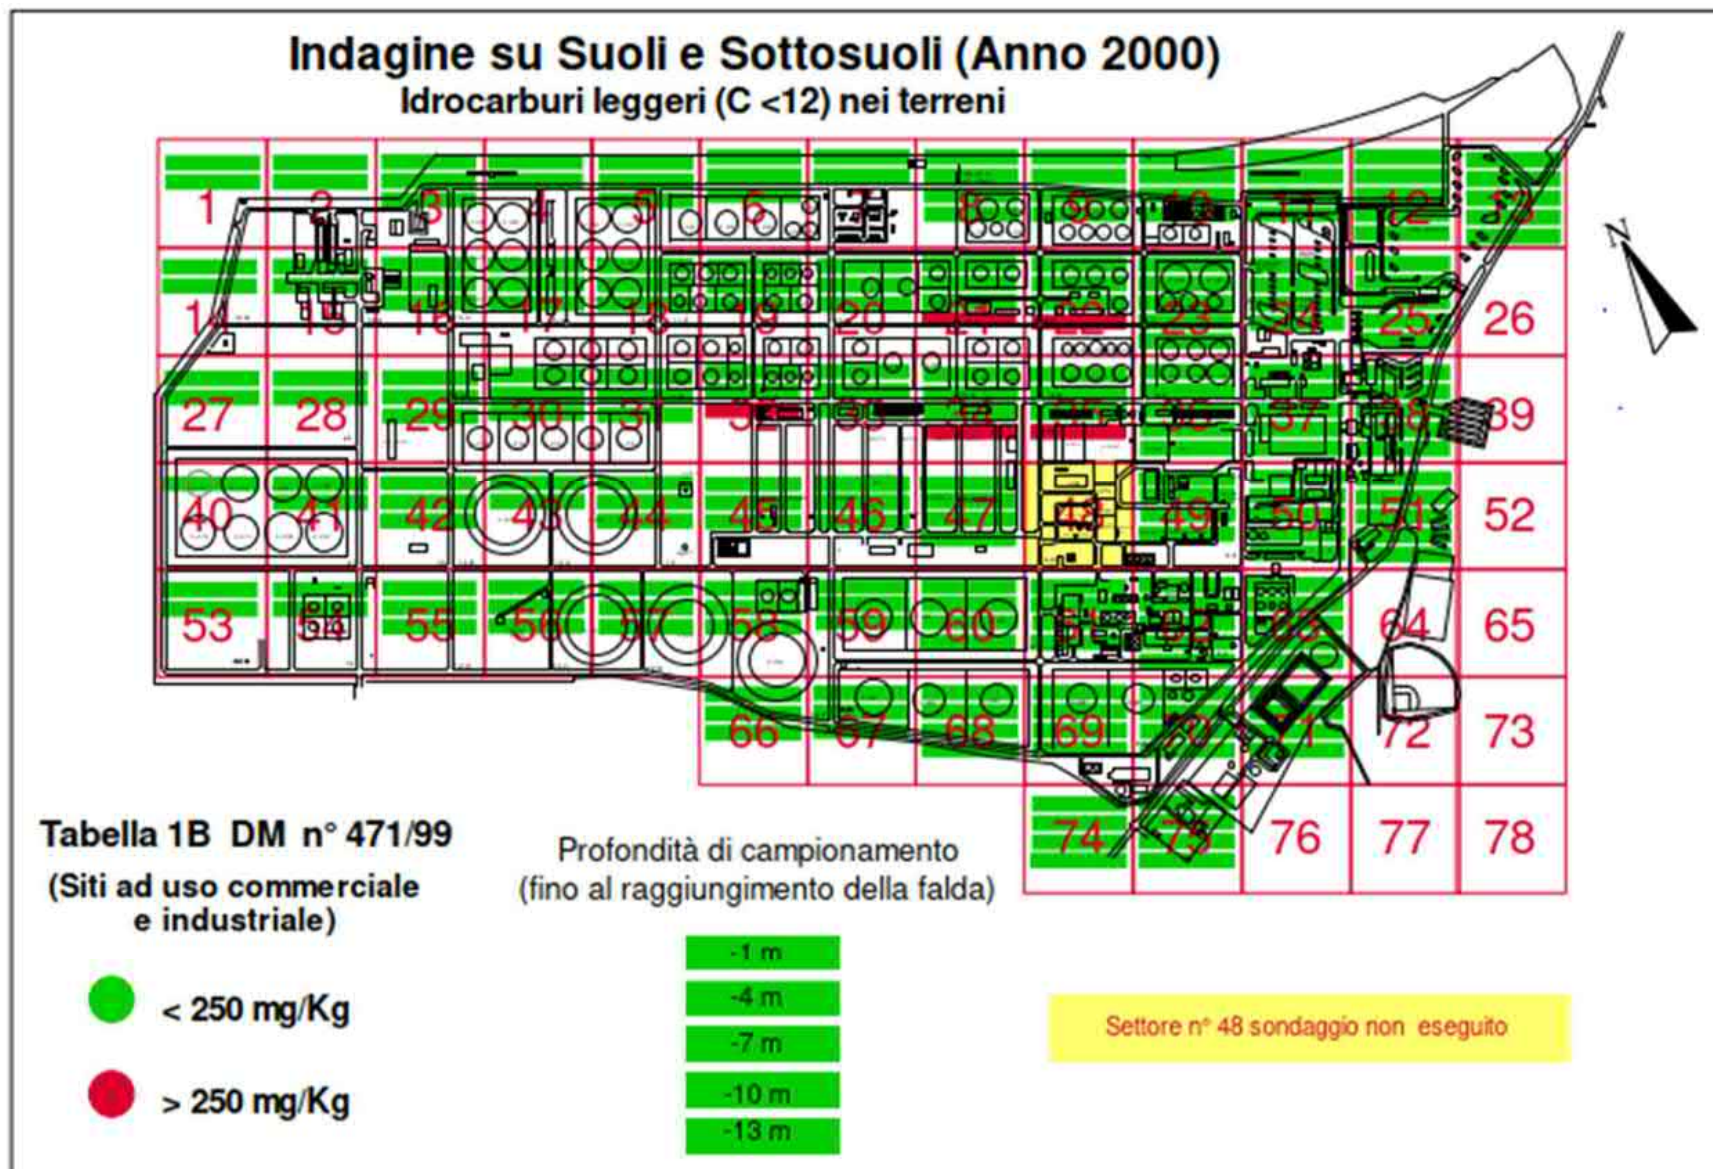 Indagine su Suoli e Sottosuoli (Anno 2000)
Idrocarburi leggeri (C <12) nei terreni
1 2 3 4 5 6 7 8 9 10 11 12 13
14 15 16 17 18 19 20 21 22 23 24 25 26
27 28 29 30 31 32 33 34 35 36 37 38 39
40 41 42 43 44 45 46 47 48 49 50 51 52
53 54 55 56 57 58 59 60 61 62 63 64 65
66 67 68 69 70 71 72 73
74 75 76 77 78
N
Tabella 1B DM n° 471/99
(Siti ad uso commerciale
e industriale)
< 250 mg/Kg
> 250 mg/Kg
Profondità di campionamento
(fino al raggiungimento della falda)
-1 m
-4 m
-7 m
-10 m
-13 m
Settore n° 48 sondaggio non eseguito